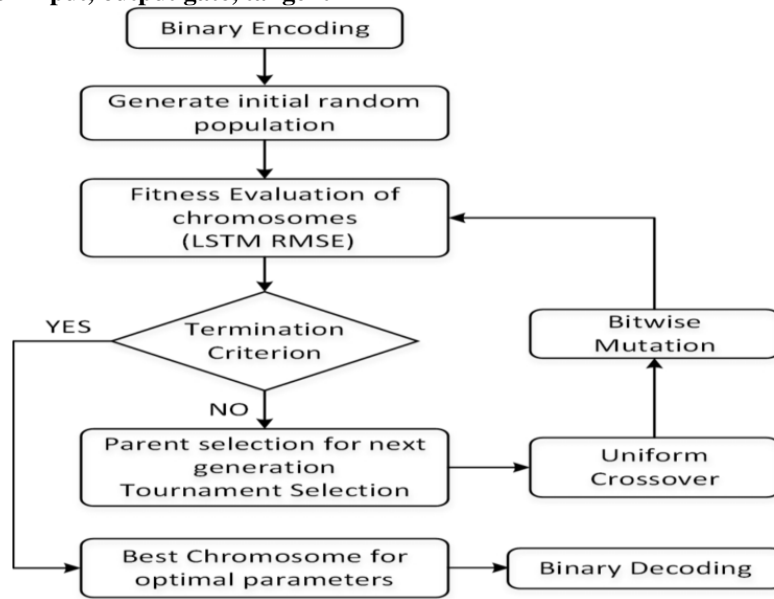 Binary Encoding
Generate initial random
population
Fitness Evaluation of
chromosomes
(LSTM RMSE)
YES
Termination
Criterion
Bitwise
Mutation
NO
Parent selection for next
generation
Tournament Selection
Uniform
Crossover
Best Chromosome for
optimal parameters
Binary Decoding